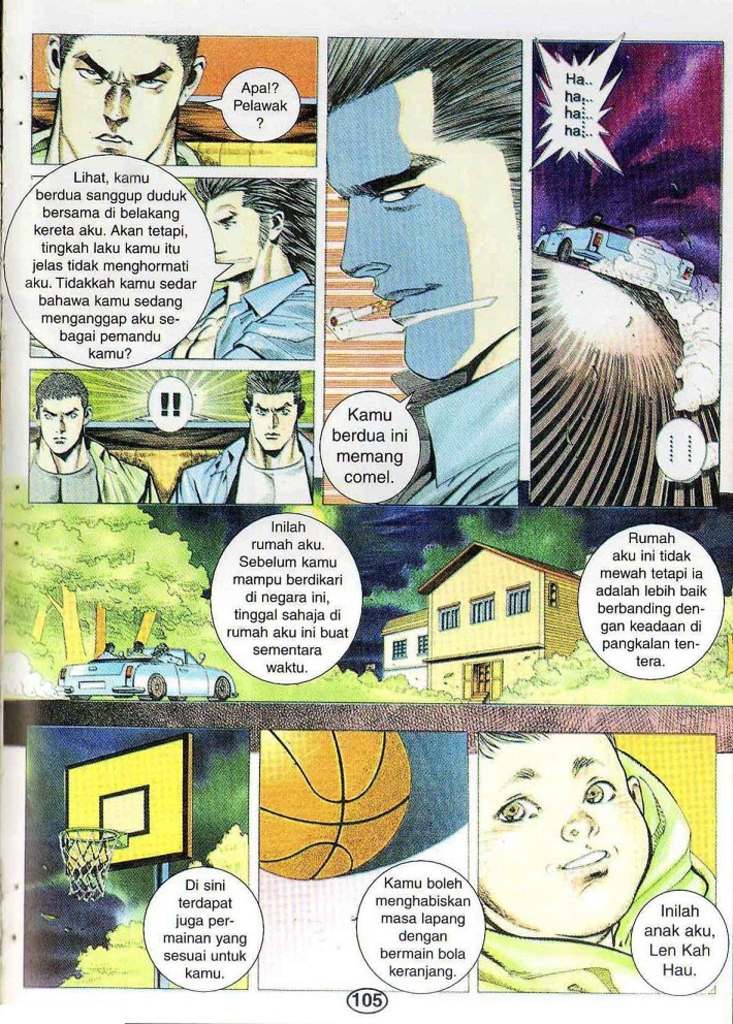 Apa!?
Pelawak
?
Lihat, kamu
berdua sanggup duduk
bersama di belakang
kereta aku. Akan tetapi,
tingkah laku kamu itu
jelas tidak menghormati
aku. Tidakkah kamu sedar
bahawa kamu sedang
menganggap aku se-
bagai pemandu
kamu?
!!
Kamu
berdua ini
memang
comel.
Ha..
ha...
ha...
ha...
Inilah
rumah aku.
Sebelum kamu
mampu berdikari
di negara ini,
tinggal sahaja di
rumah aku ini buat
sementara
waktu.
Rumah
aku ini tidak
mewah tetapi ia
adalah lebih baik
berbanding den-
gan keadaan di
pangkalan ten-
tera.
Di sini
terdapat
juga per-
mainan yang
sesuai untuk
kamu.
Kamu boleh
menghabiskan
masa lapang
dengan
bermain bola
keranjang.
Inilah
anak aku,
Len Kah
Hau.
105